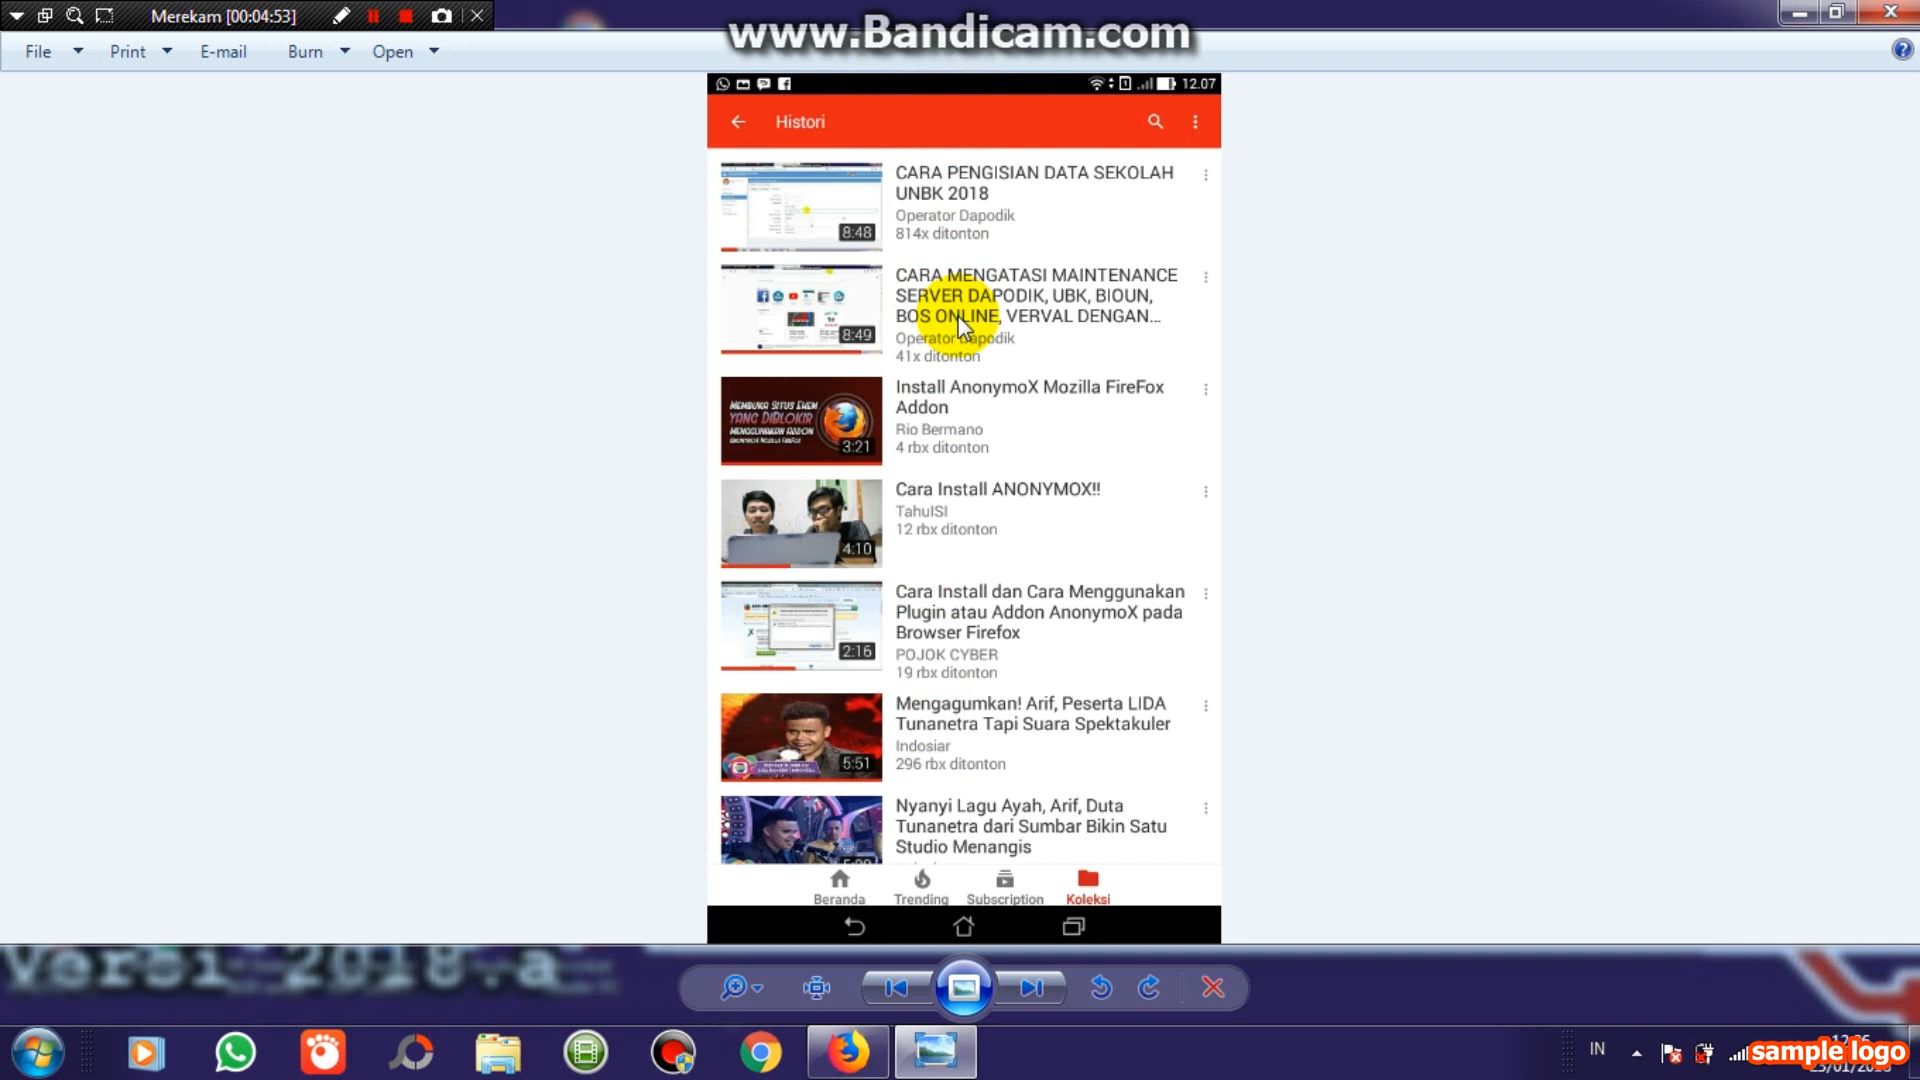 Merekam [00:04:53]
www.Bandicam.com
File Print E-mail Burn Open
12.07
Histori
CARA PENGISIAN DATA SEKOLAH
UNBK 2018
Operator Dapodik
814x ditonton
8:48
CARA MENGATASI MAINTENANCE
SERVER DAPODIK, UBK, BIOUN,
BOS ONLINE, VERVAL DENGAN...
Operator Dapodik
41x ditonton
8:49
Install AnonymoX Mozilla FireFox
Addon
Rio Bermano
4 rbx ditonton
YANG DIBLOKIR
3:21
Cara Install ANONYMOX!!
TahuISI
12 rbx ditonton
4:10
Cara Install dan Cara Menggunakan
Plugin atau Addon AnonymoX pada
Browser Firefox
POJOK CYBER
19 rbx ditonton
2:16
Mengagumkan! Arif, Peserta LIDA
Tunanetra Tapi Suara Spektakuler
Indosiar
296 rbx ditonton
5:51
Nyanyi Lagu Ayah, Arif, Duta
Tunanetra dari Sumbar Bikin Satu
Studio Menangis
Beranda Trending Subscription Koleksi
Versi 2018.a
IN
sample logo